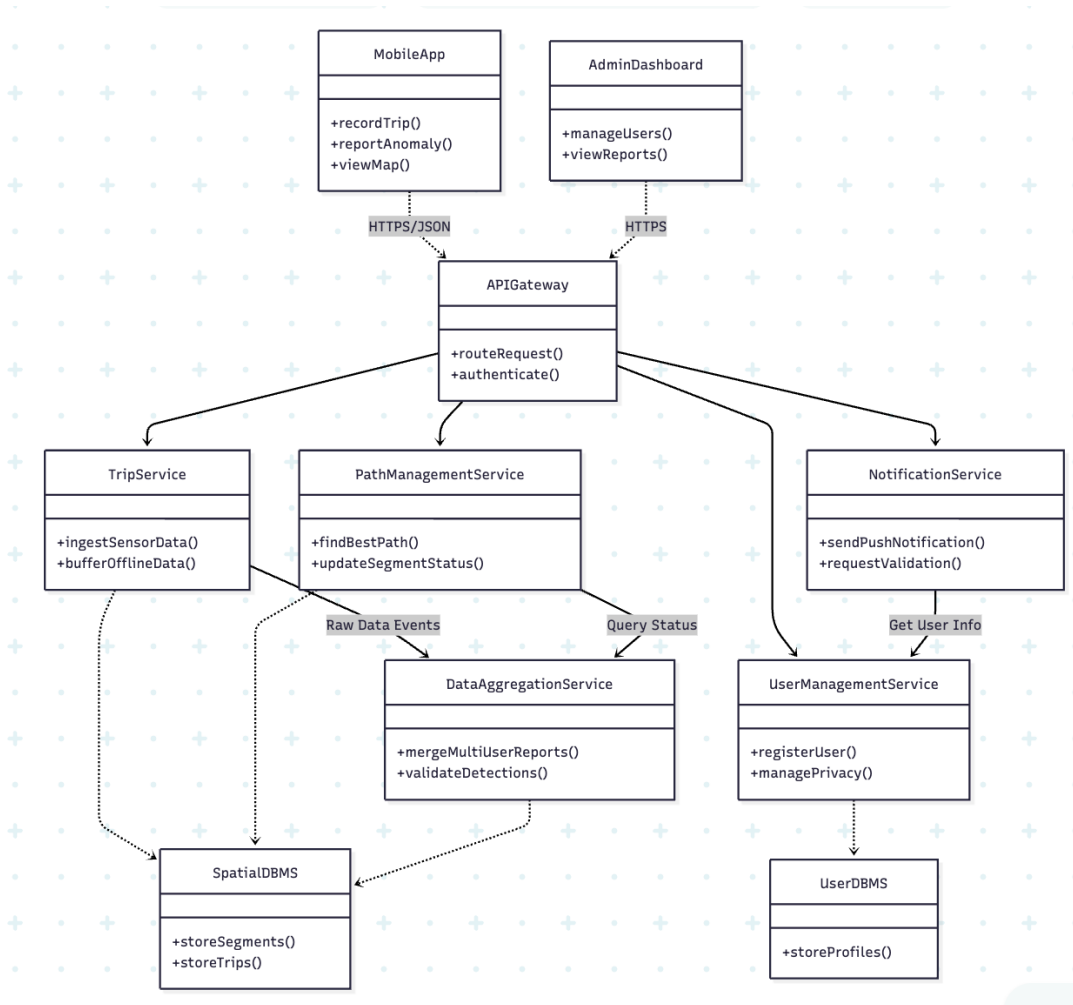 MobileApp
+recordTrip()
+reportAnomaly()
+viewMap()
AdminDashboard
+manageUsers()
+viewReports()
HTTPS/JSON
HTTPS
APIGateway
+routeRequest()
+authenticate()
TripService
+ingestSensorData()
+bufferOfflineData()
PathManagementService
+findBestPath()
+updateSegmentStatus()
NotificationService
+sendPushNotification()
+requestValidation()
Raw Data Events
Query Status
Get User Info
DataAggregationService
+mergeMultiUserReports()
+validateDetections()
UserManagementService
+registerUser()
+managePrivacy()
SpatialDBMS
+storeSegments()
+storeTrips()
UserDBMS
+storeProfiles()